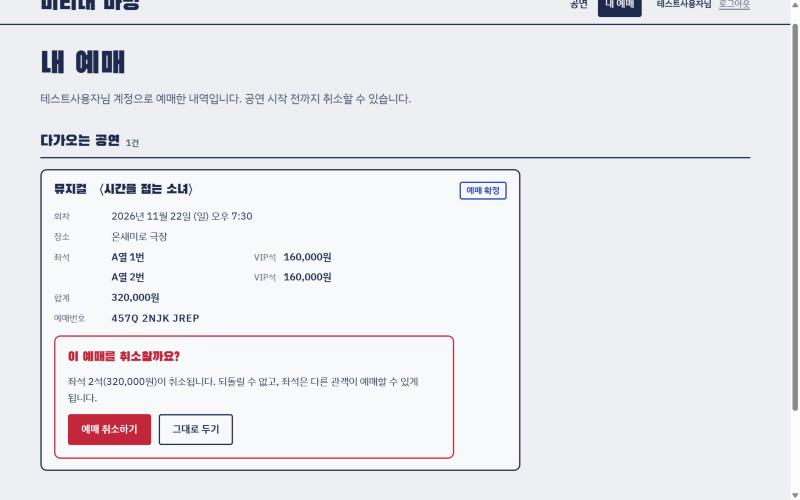 공연 내 예매 테스트사용자님 로그아웃
내 예매
테스트사용자님 계정으로 예매한 내역입니다. 공연 시작 전까지 취소할 수 있습니다.
다가오는 공연 1건
뮤지컬 〈시간을 접는 소녀〉 예매 확정
회차 2026년 11월 22일 (일) 오후 7:30
장소 온새미로 극장
좌석 A열 1번 VIP석 160,000원
A열 2번 VIP석 160,000원
합계 320,000원
예매번호 457Q 2NJK JREP
이 예매를 취소할까요?
좌석 2석(320,000원)이 취소됩니다. 되돌릴 수 없고, 좌석은 다른 관객이 예매할 수 있게
됩니다.
예매 취소하기 그대로 두기